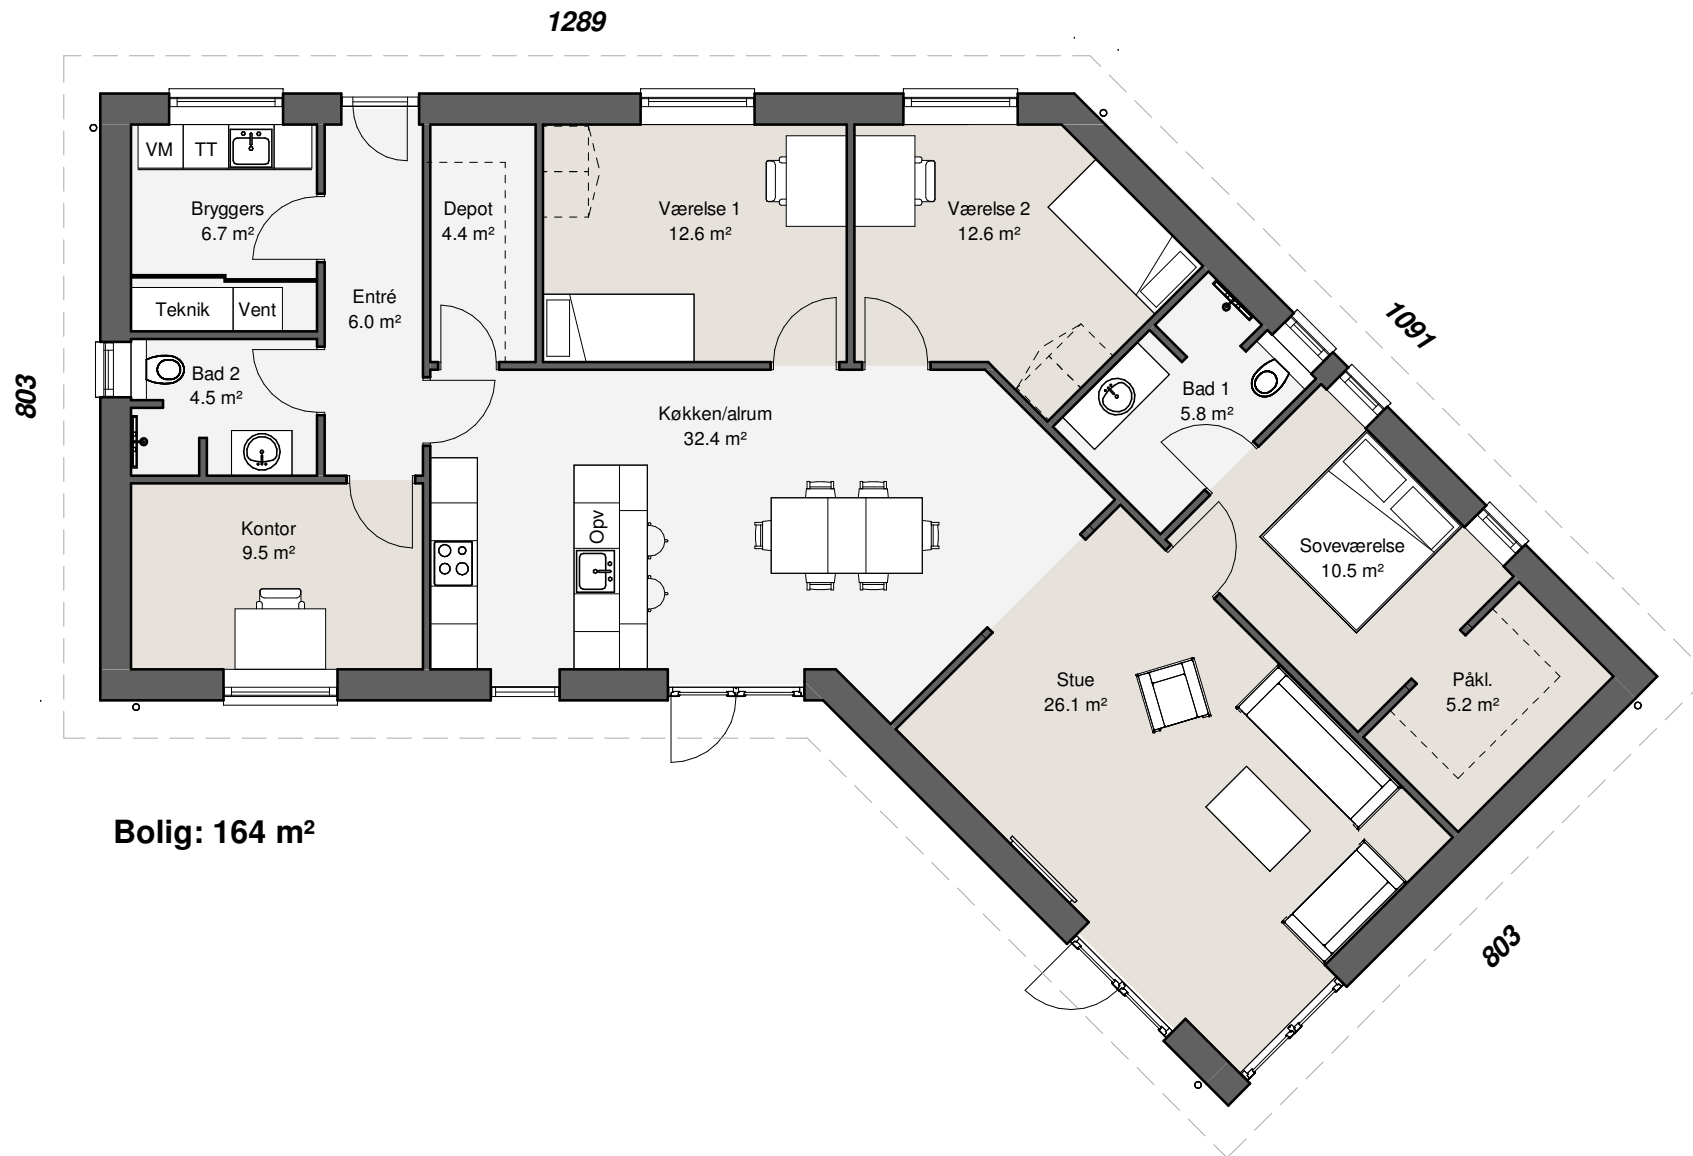 1289
VM
TT
Bryggers
6.7 m²
Teknik
Vent
Entré
6.0 m²
Depot
4.4 m²
Værelse 1
12.6 m²
Værelse 2
12.6 m²
1091
803
Bad 2
4.5 m²
Køkken/alrum
32.4 m²
Bad 1
5.8 m²
Kontor
9.5 m²
Opv
Soveværelse
10.5 m²
Stue
26.1 m²
Påkl.
5.2 m²
Bolig: 164 m²
803